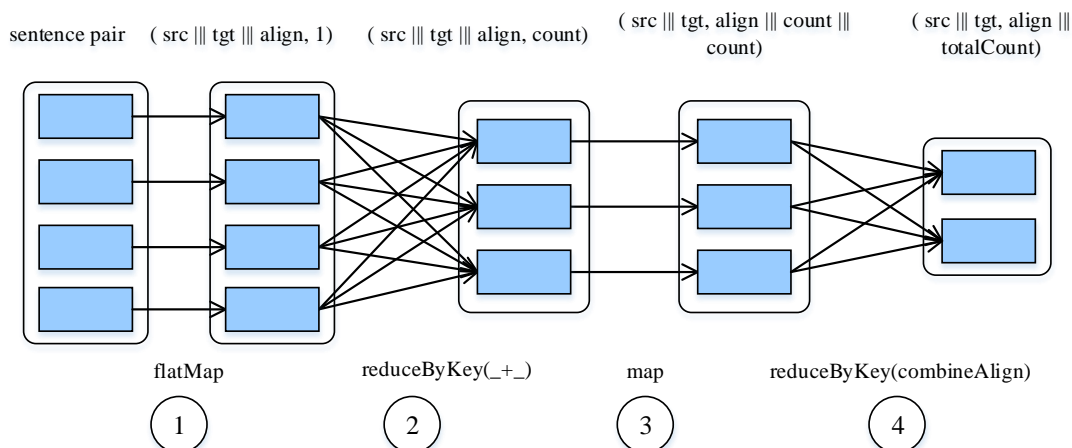 sentence pair
( src ||| tgt ||| align, 1)
( src ||| tgt ||| align, count)
( src ||| tgt, align ||| count |||
count)
( src ||| tgt, align |||
totalCount)
flatMap
reduceByKey(_+_)
map
reduceByKey(combineAlign)
1
2
3
4